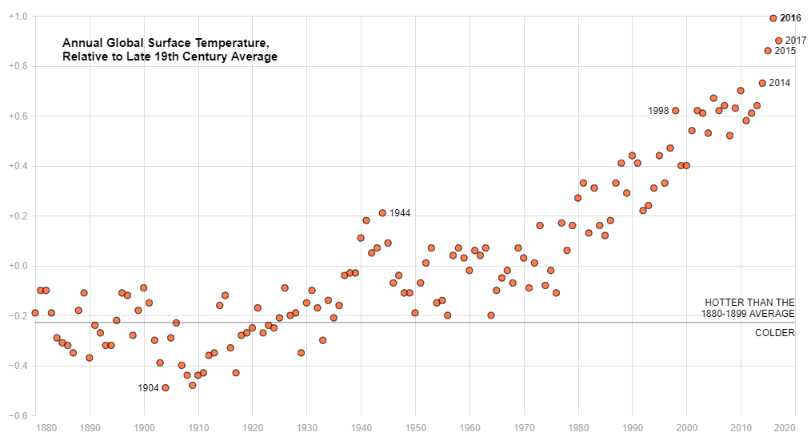 +1.0
2016
Annual Global Surface Temperature,
Relative to Late 19th Century Average
2017
2015
+0.8
2014
+0.6
1998
+0.4
+0.2
1944
+0.0
HOTTER THAN THE
1880-1899 AVERAGE
−0.2
COLDER
−0.4
1904
−0.6
1880 1890 1900 1910 1920 1930 1940 1950 1960 1970 1980 1990 2000 2010 2020